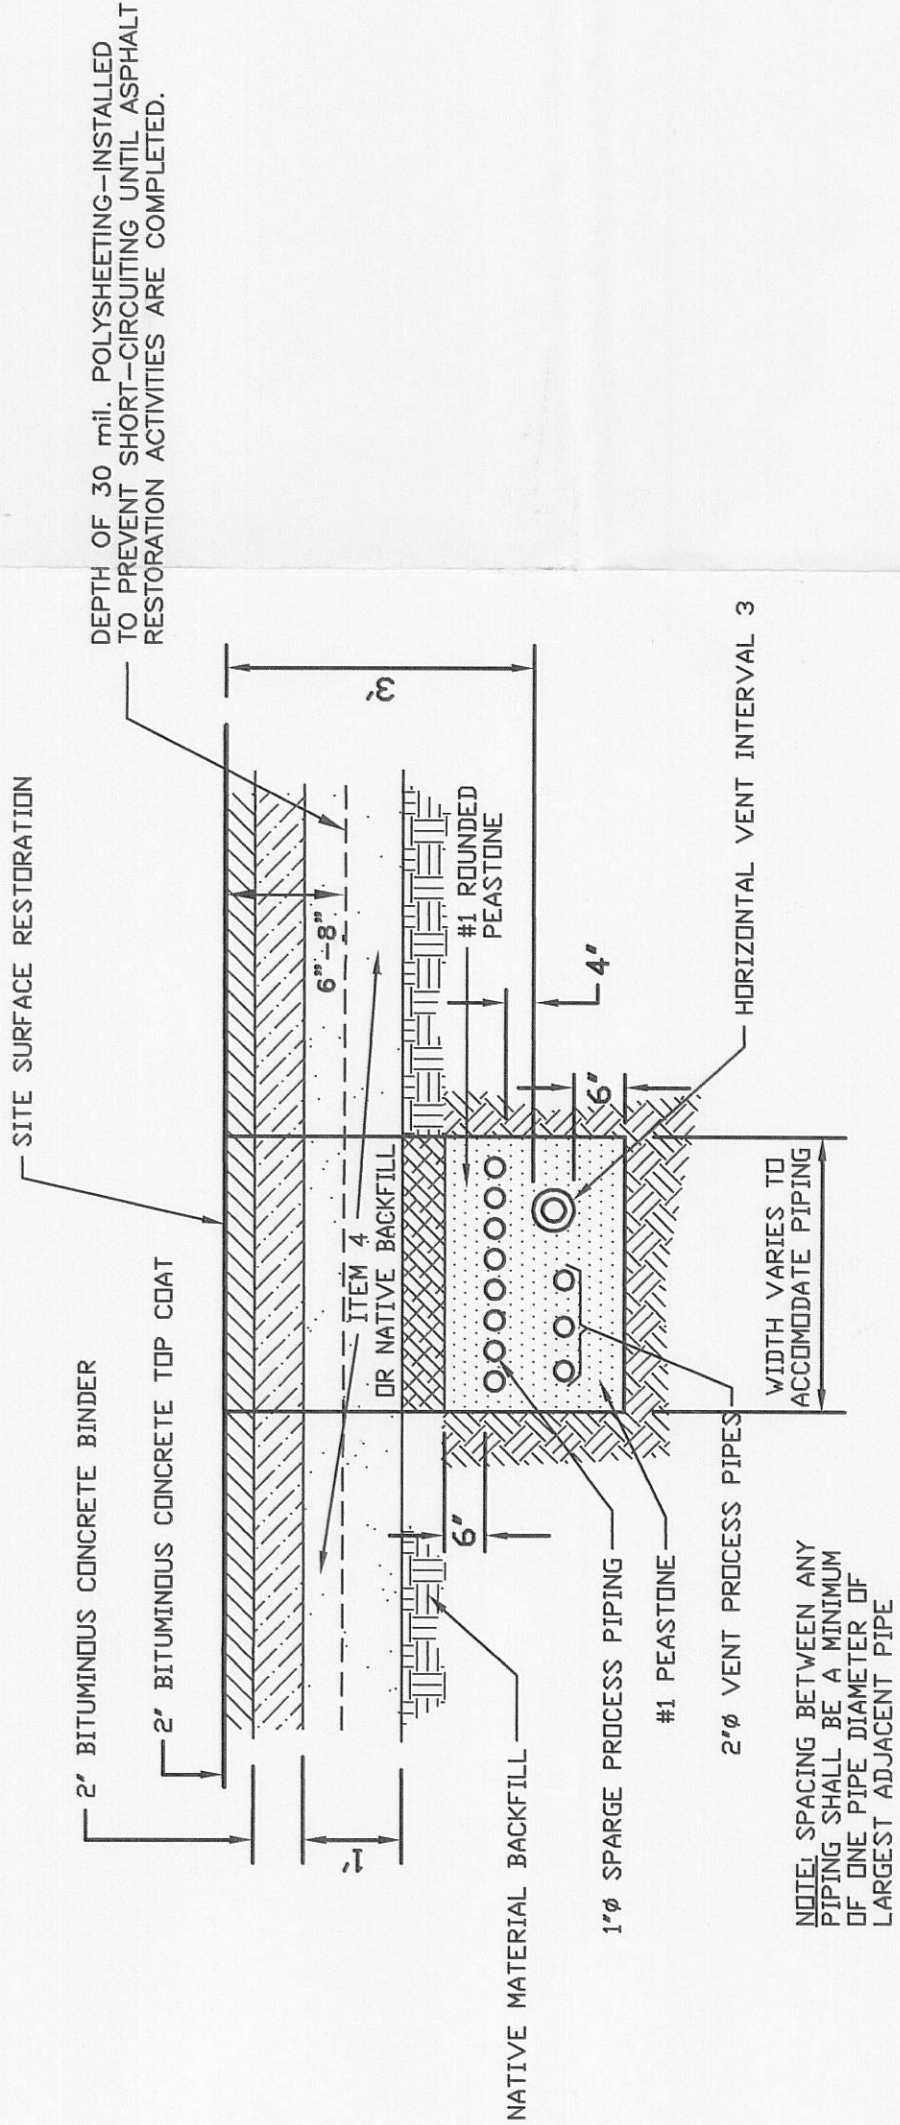 DEPTH OF 30 mil. POLYSHEETING-INSTALLED
TO PREVENT SHORT-CIRCUITING UNTIL ASPHALT
RESTORATION ACTIVITIES ARE COMPLETED.
SITE SURFACE RESTORATION
2" BITUMINOUS CONCRETE BINDER
2" BITUMINOUS CONCRETE TOP COAT
3'
6"-8"
1'
ITEM 4
OR NATIVE BACKFILL
#1 ROUNDED
PEASTONE
4"
6"
6"
NATIVE MATERIAL BACKFILL
HORIZONTAL VENT INTERVAL 3
1"ø SPARGE PROCESS PIPING
#1 PEASTONE
2"ø VENT PROCESS PIPES
WIDTH VARIES TO
ACCOMODATE PIPING
NOTE: SPACING BETWEEN ANY
PIPING SHALL BE A MINIMUM
OF ONE PIPE DIAMETER OF
LARGEST ADJACENT PIPE